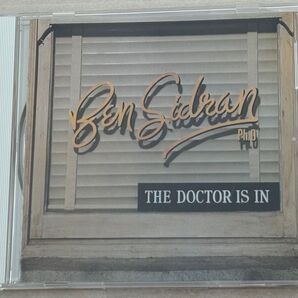 Ben Sidran
PhD
THE DOCTOR IS IN